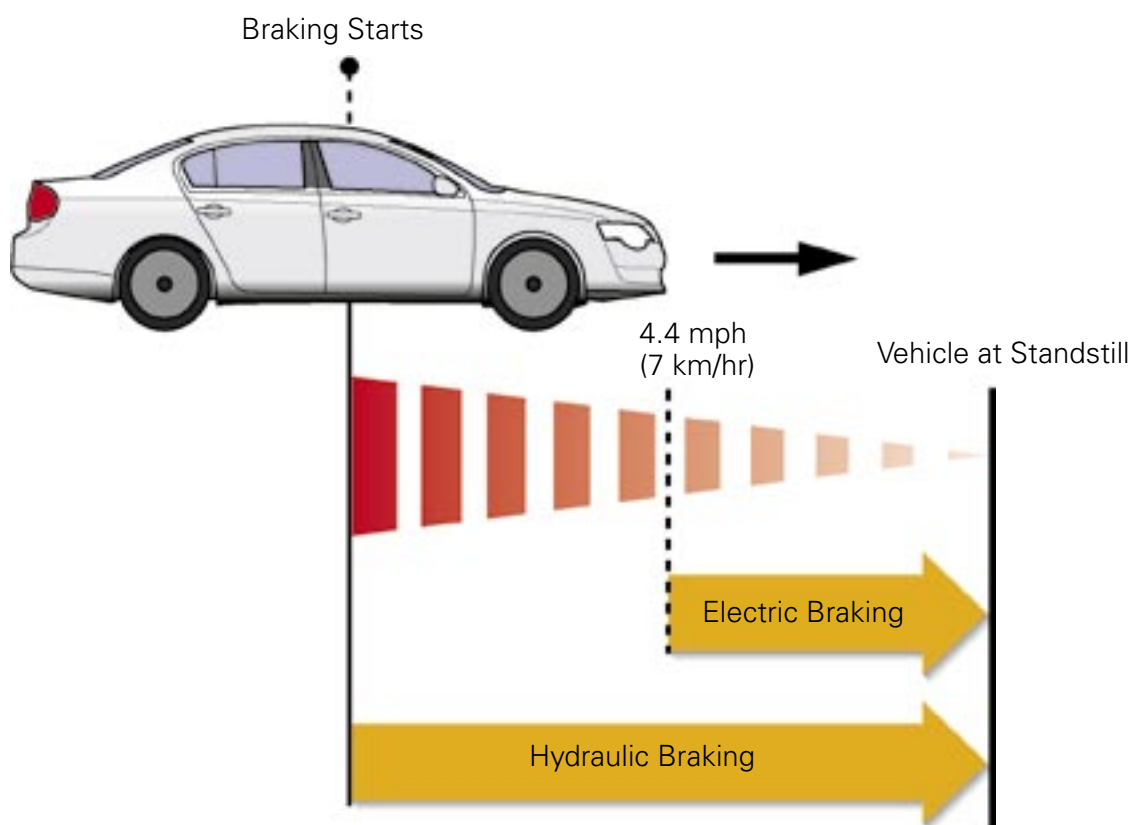 Braking Starts
4.4 mph
(7 km/hr)
Vehicle at Standstill
Electric Braking
Hydraulic Braking